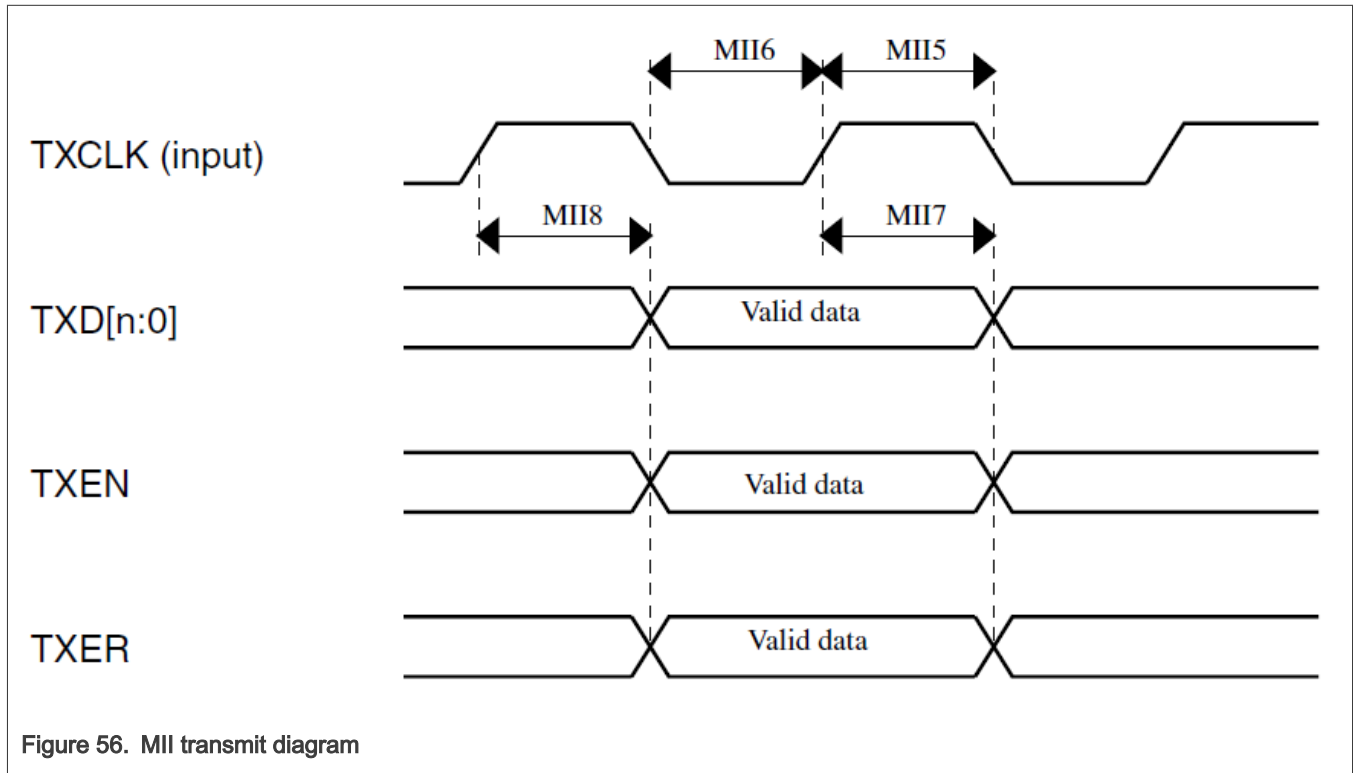 MII6 MII5
TXCLK (input)
MII8 MII7
TXD[n:0] Valid data
TXEN Valid data
TXER Valid data
Figure 56. MII transmit diagram